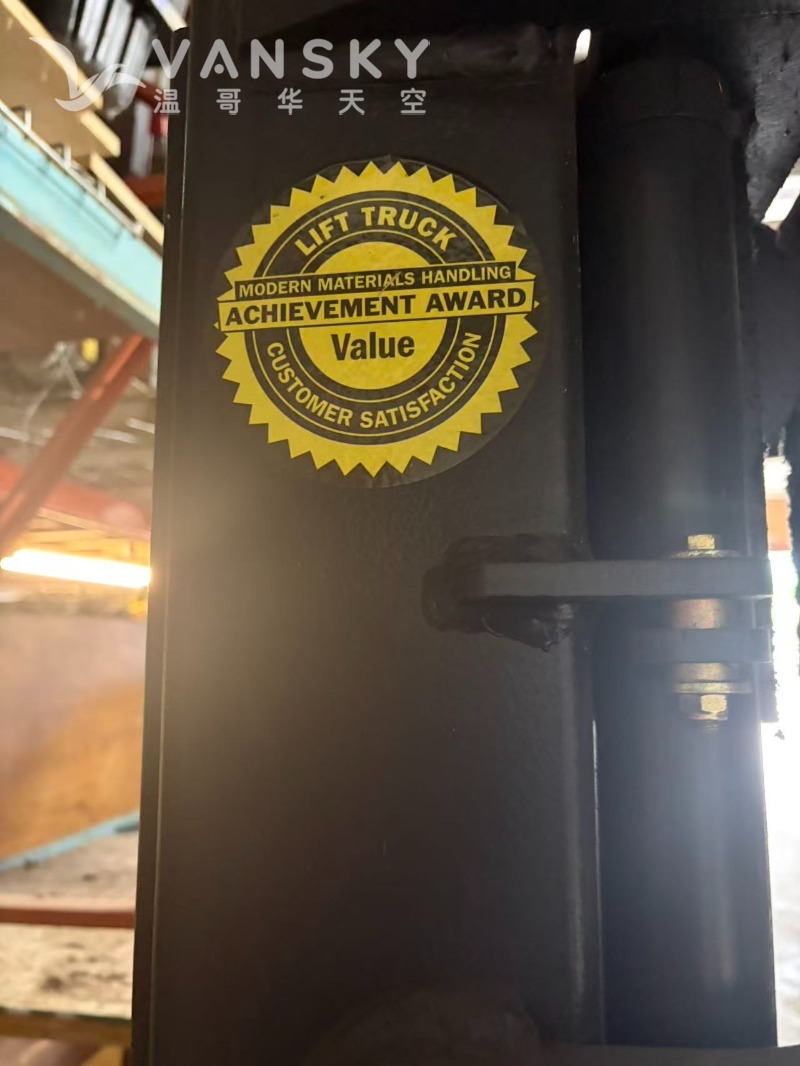 VANSKY
温哥华天空
LIFT TRUCK
MODERN MATERIALS HANDLING
ACHIEVEMENT AWARD
Value
CUSTOMER SATISFACTION